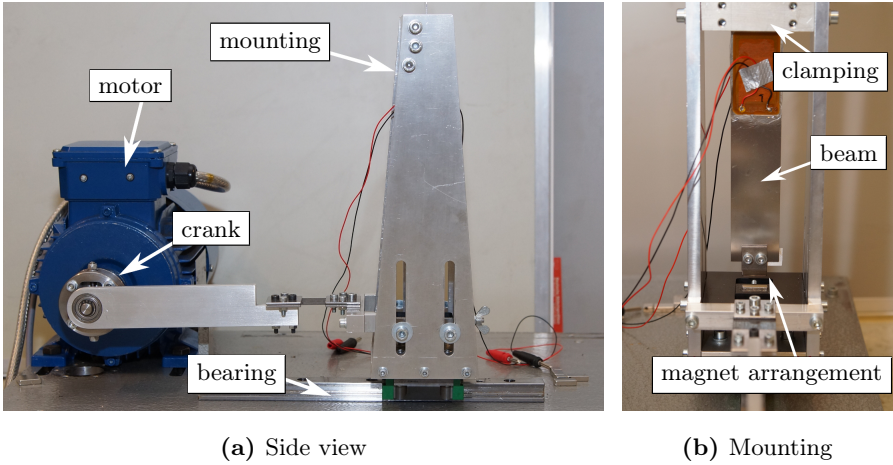 mounting
motor
crank
bearing
clamping
beam
magnet arrangement
(a) Side view
(b) Mounting